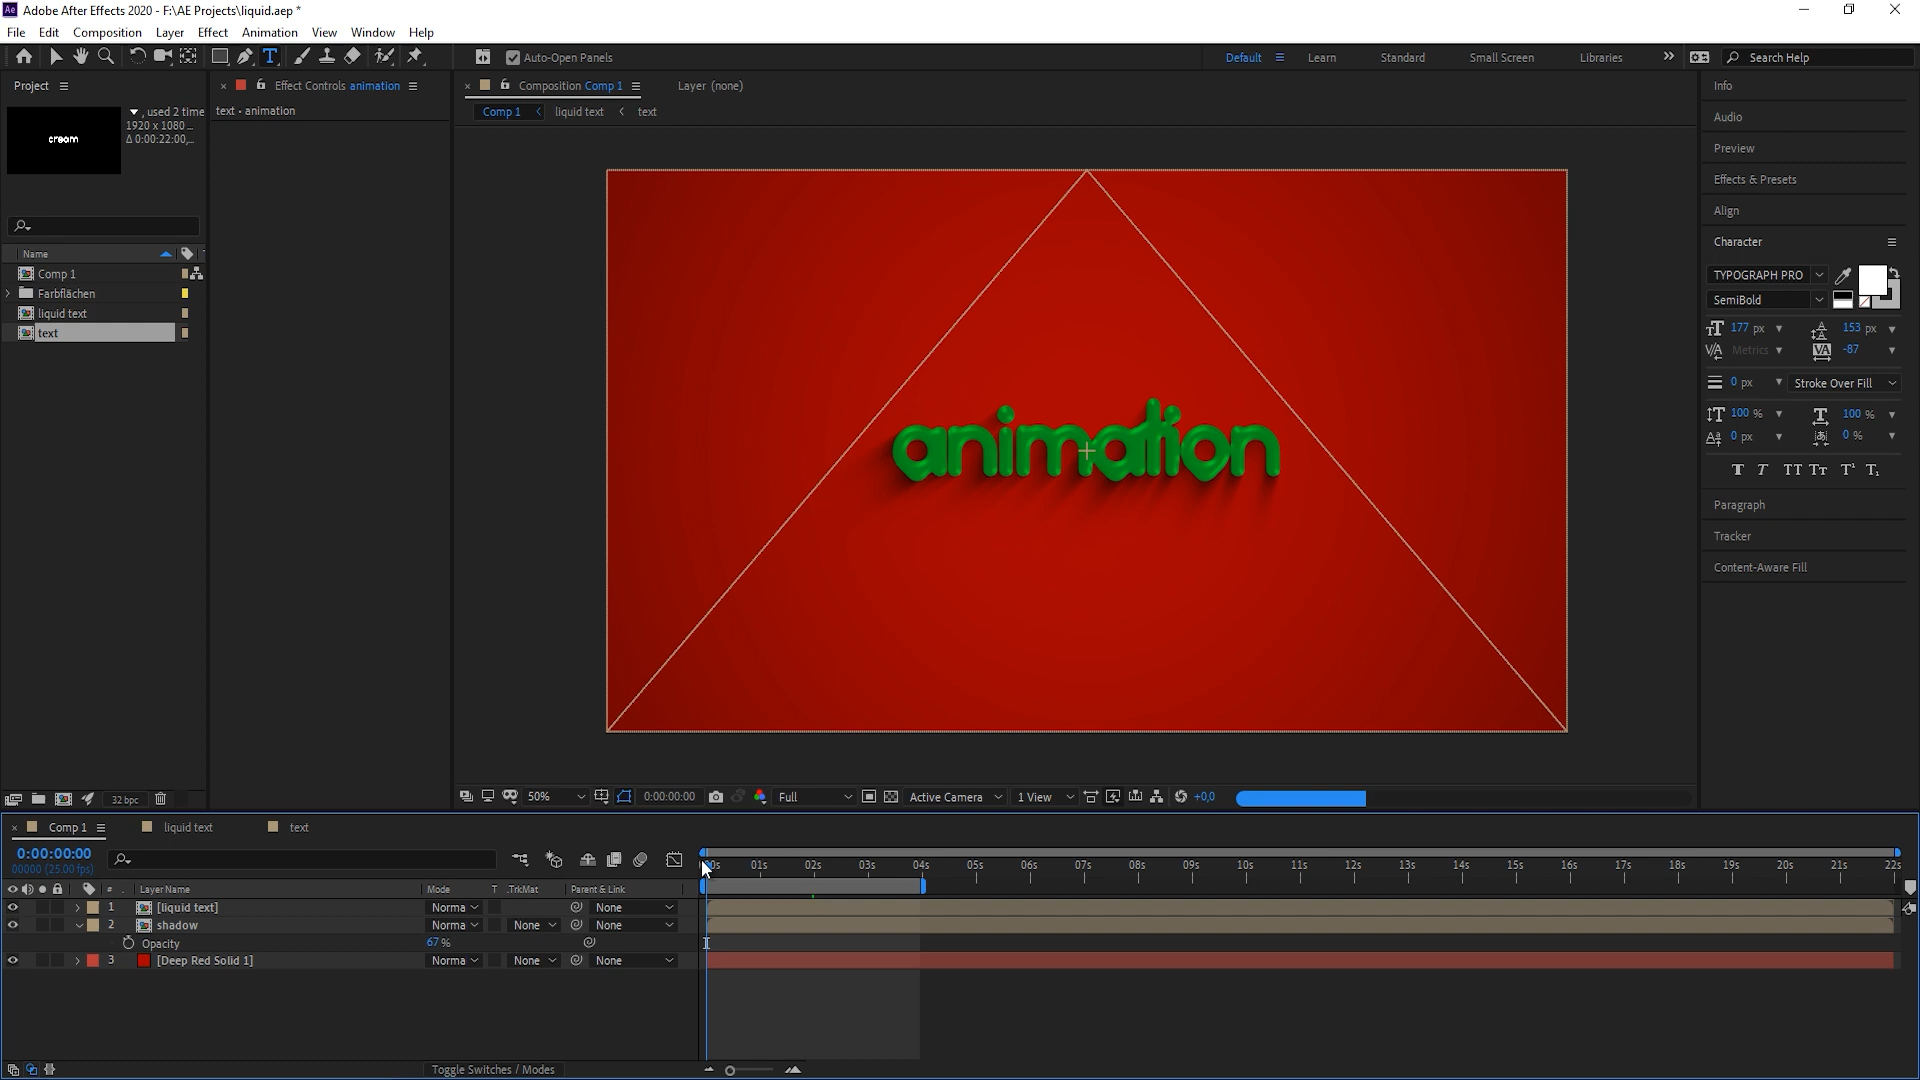 Adobe After Effects 2020 - F:\AE Projects\liquid.aep *
File Edit Composition Layer Effect Animation View Window Help
Auto-Open Panels
Default Learn Standard Small Screen Libraries Search Help
Project
Effect Controls animation
Composition Comp 1
Layer (none)
text • animation
Comp 1 liquid text text
cream
, used 2 time
1920 x 1080 ...
Δ 0:00:22:00,...
Name
Comp 1
Farbflächen
liquid text
text
animation
Info
Audio
Preview
Effects & Presets
Align
Character
TYPOGRAPH PRO
SemiBold
177 px 153 px
Metrics -87
0 px Stroke Over Fill
100 % 100 %
0 px 0 %
Paragraph
Tracker
Content-Aware Fill
32 bpc
50% 0:00:00:00 Full Active Camera 1 View +0,0
Comp 1 liquid text text
0:00:00:00
00000 (25.00 fps)
00s 01s 02s 03s 04s 05s 06s 07s 08s 09s 10s 11s 12s 13s 14s 15s 16s 17s 18s 19s 20s 21s 22s
# Layer Name Mode T .TrkMat Parent & Link
1 [liquid text] Norma None
2 shadow Norma None None
Opacity 67 %
3 [Deep Red Solid 1] Norma None None
Toggle Switches / Modes